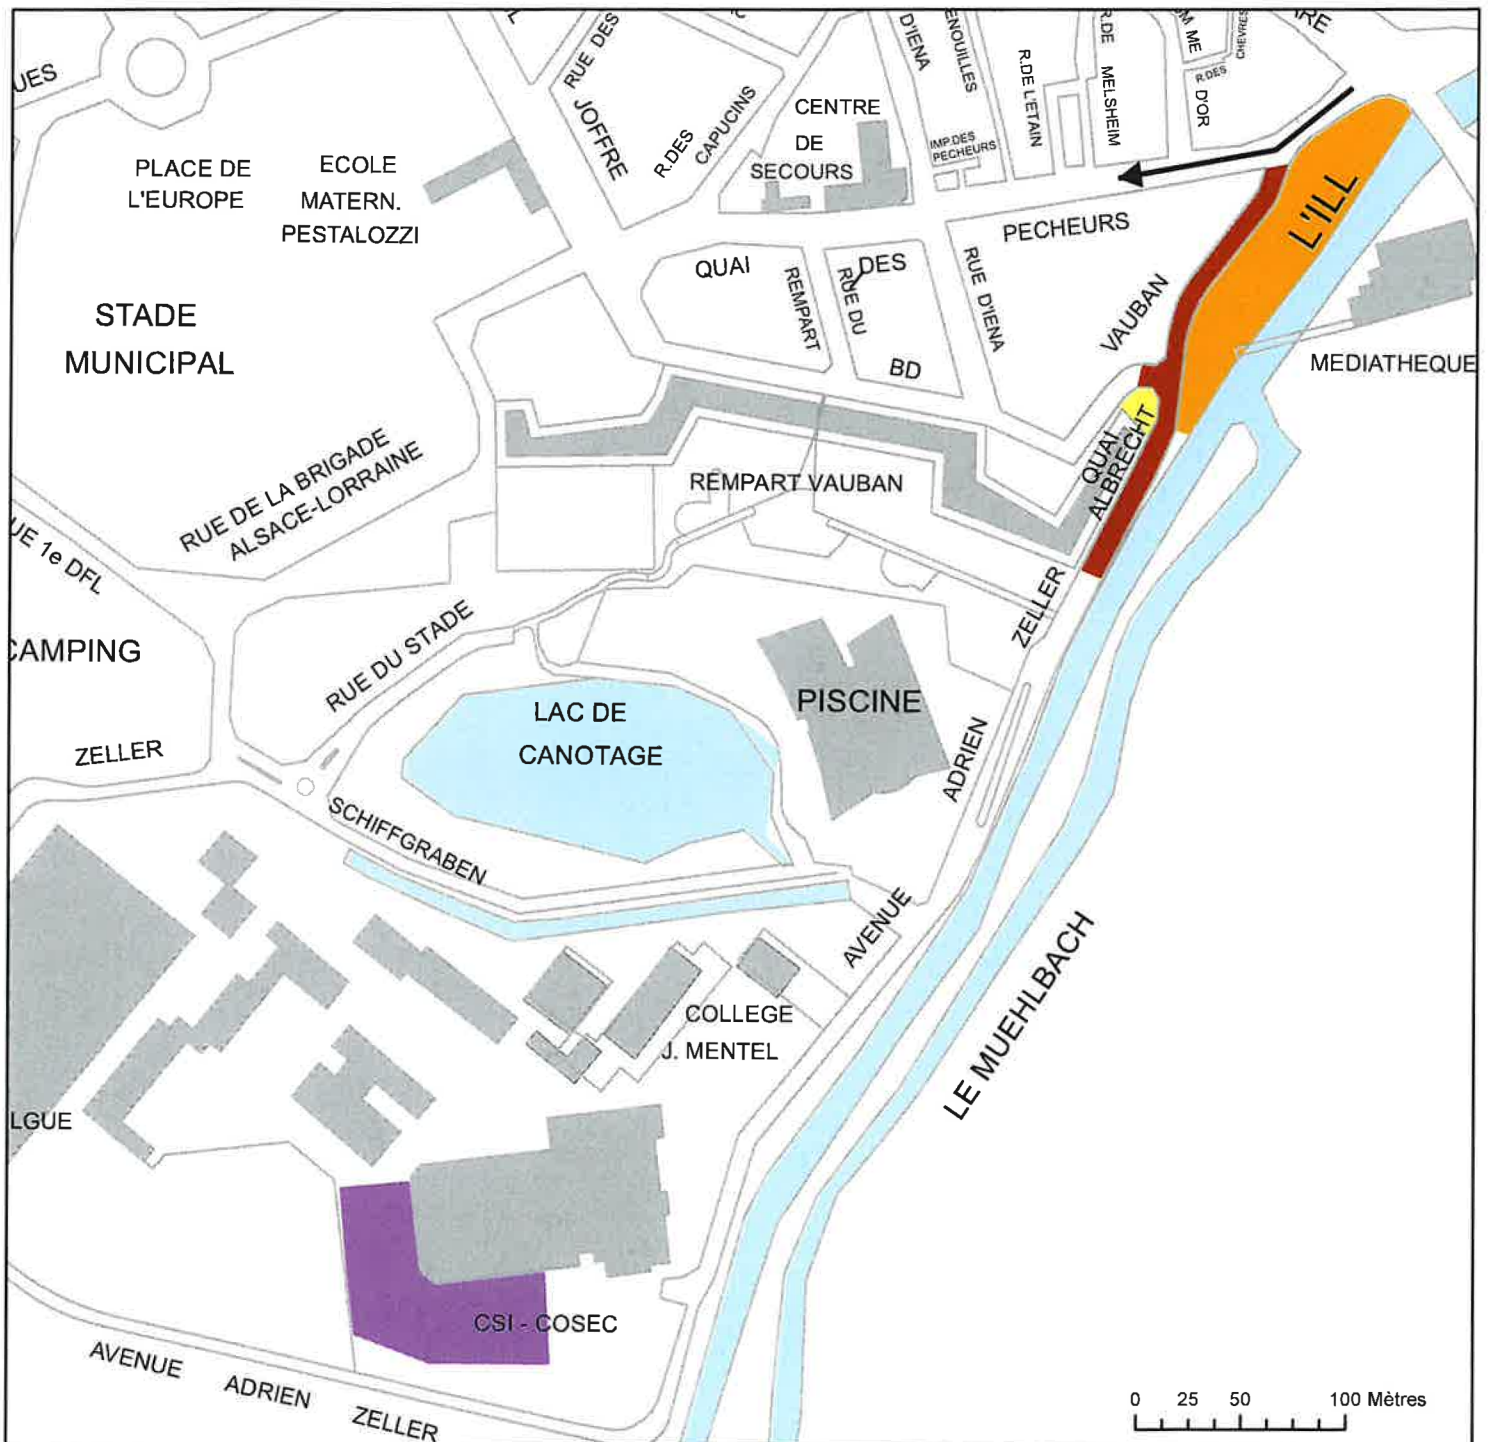 RUE DES
JOFFRE
R.DES
CAPUCINS
CENTRE
DE
SECOURS
D'IENA
IMP.DES
PECHEURS
R.DE L'ETAIN
R.DE MELSHEIM
R.DES
CHEVRES
D'OR
PLACE DE
L'EUROPE
ECOLE
MATERN.
PESTALOZZI
STADE
MUNICIPAL
QUAI
DES
PECHEURS
REMPART
RUE DU
BD
RUE D'IENA
VAUBAN
L'ILL
MEDIATHEQUE
QUAI
ALBRECHT
REMPART VAUBAN
RUE DE LA BRIGADE
ALSACE-LORRAINE
UE 1e DFL
CAMPING
RUE DU STADE
ZELLER
LAC DE
CANOTAGE
PISCINE
ZELLER
ADRIEN
AVENUE
SCHIFFGRABEN
LE MUEHLBACH
COLLEGE
J. MENTEL
LGUE
CSI - COSEC
AVENUE ADRIEN ZELLER
0 25 50 100 Mètres